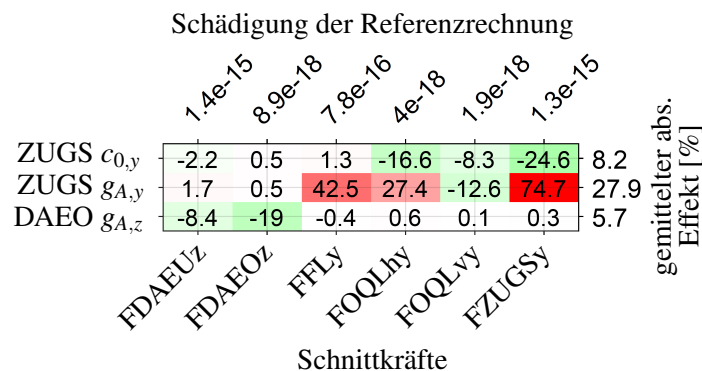 Schädigung der Referenzrechnung
1.4e-15 8.9e-18 7.8e-16 4e-18 1.9e-18 1.3e-15
ZUGS c0,y -2.2 0.5 1.3 -16.6 -8.3 -24.6 8.2
ZUGS gA,y 1.7 0.5 42.5 27.4 -12.6 74.7 27.9
DAEO gA,z -8.4 -19 -0.4 0.6 0.1 0.3 5.7
gemittelter abs.
Effekt [%]
FDAEUz FDAEOz FFLy FOQLhy FOQLvy FZUGSy
Schnittkräfte